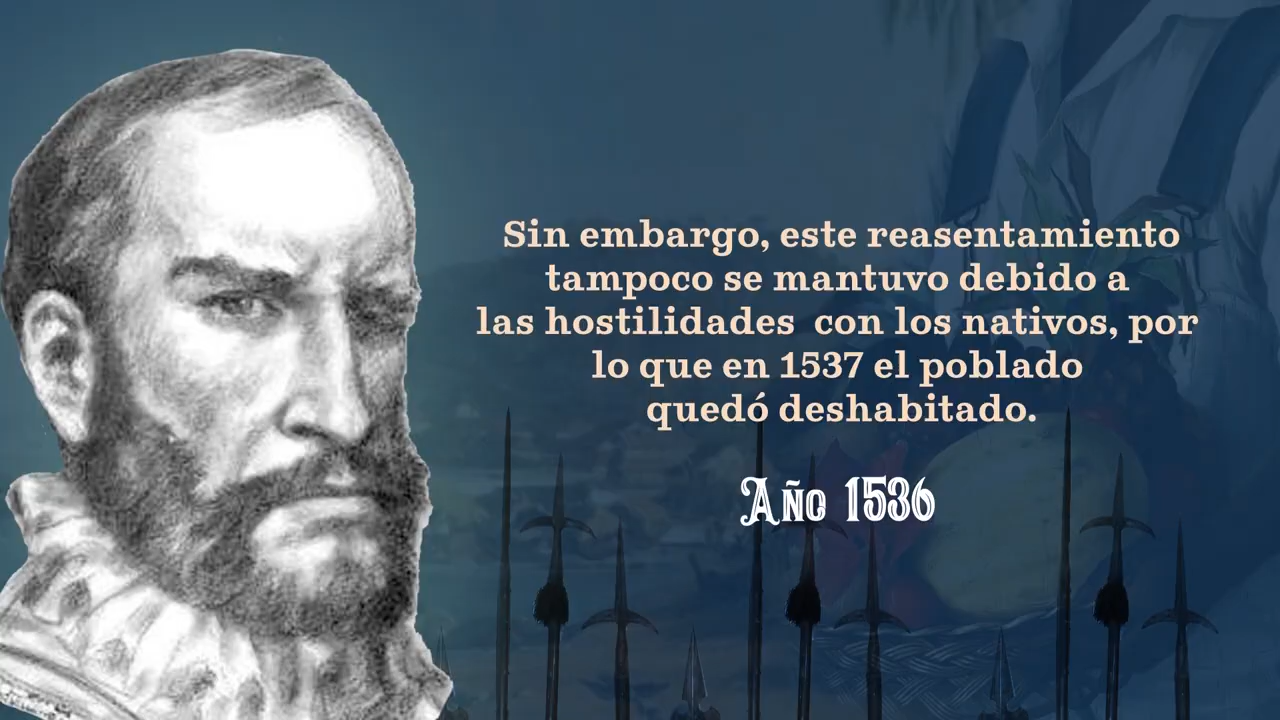 Sin embargo, este reasentamiento
tampoco se mantuvo debido a
las hostilidades con los nativos, por
lo que en 1537 el poblado
quedó deshabitado.
Año 1536